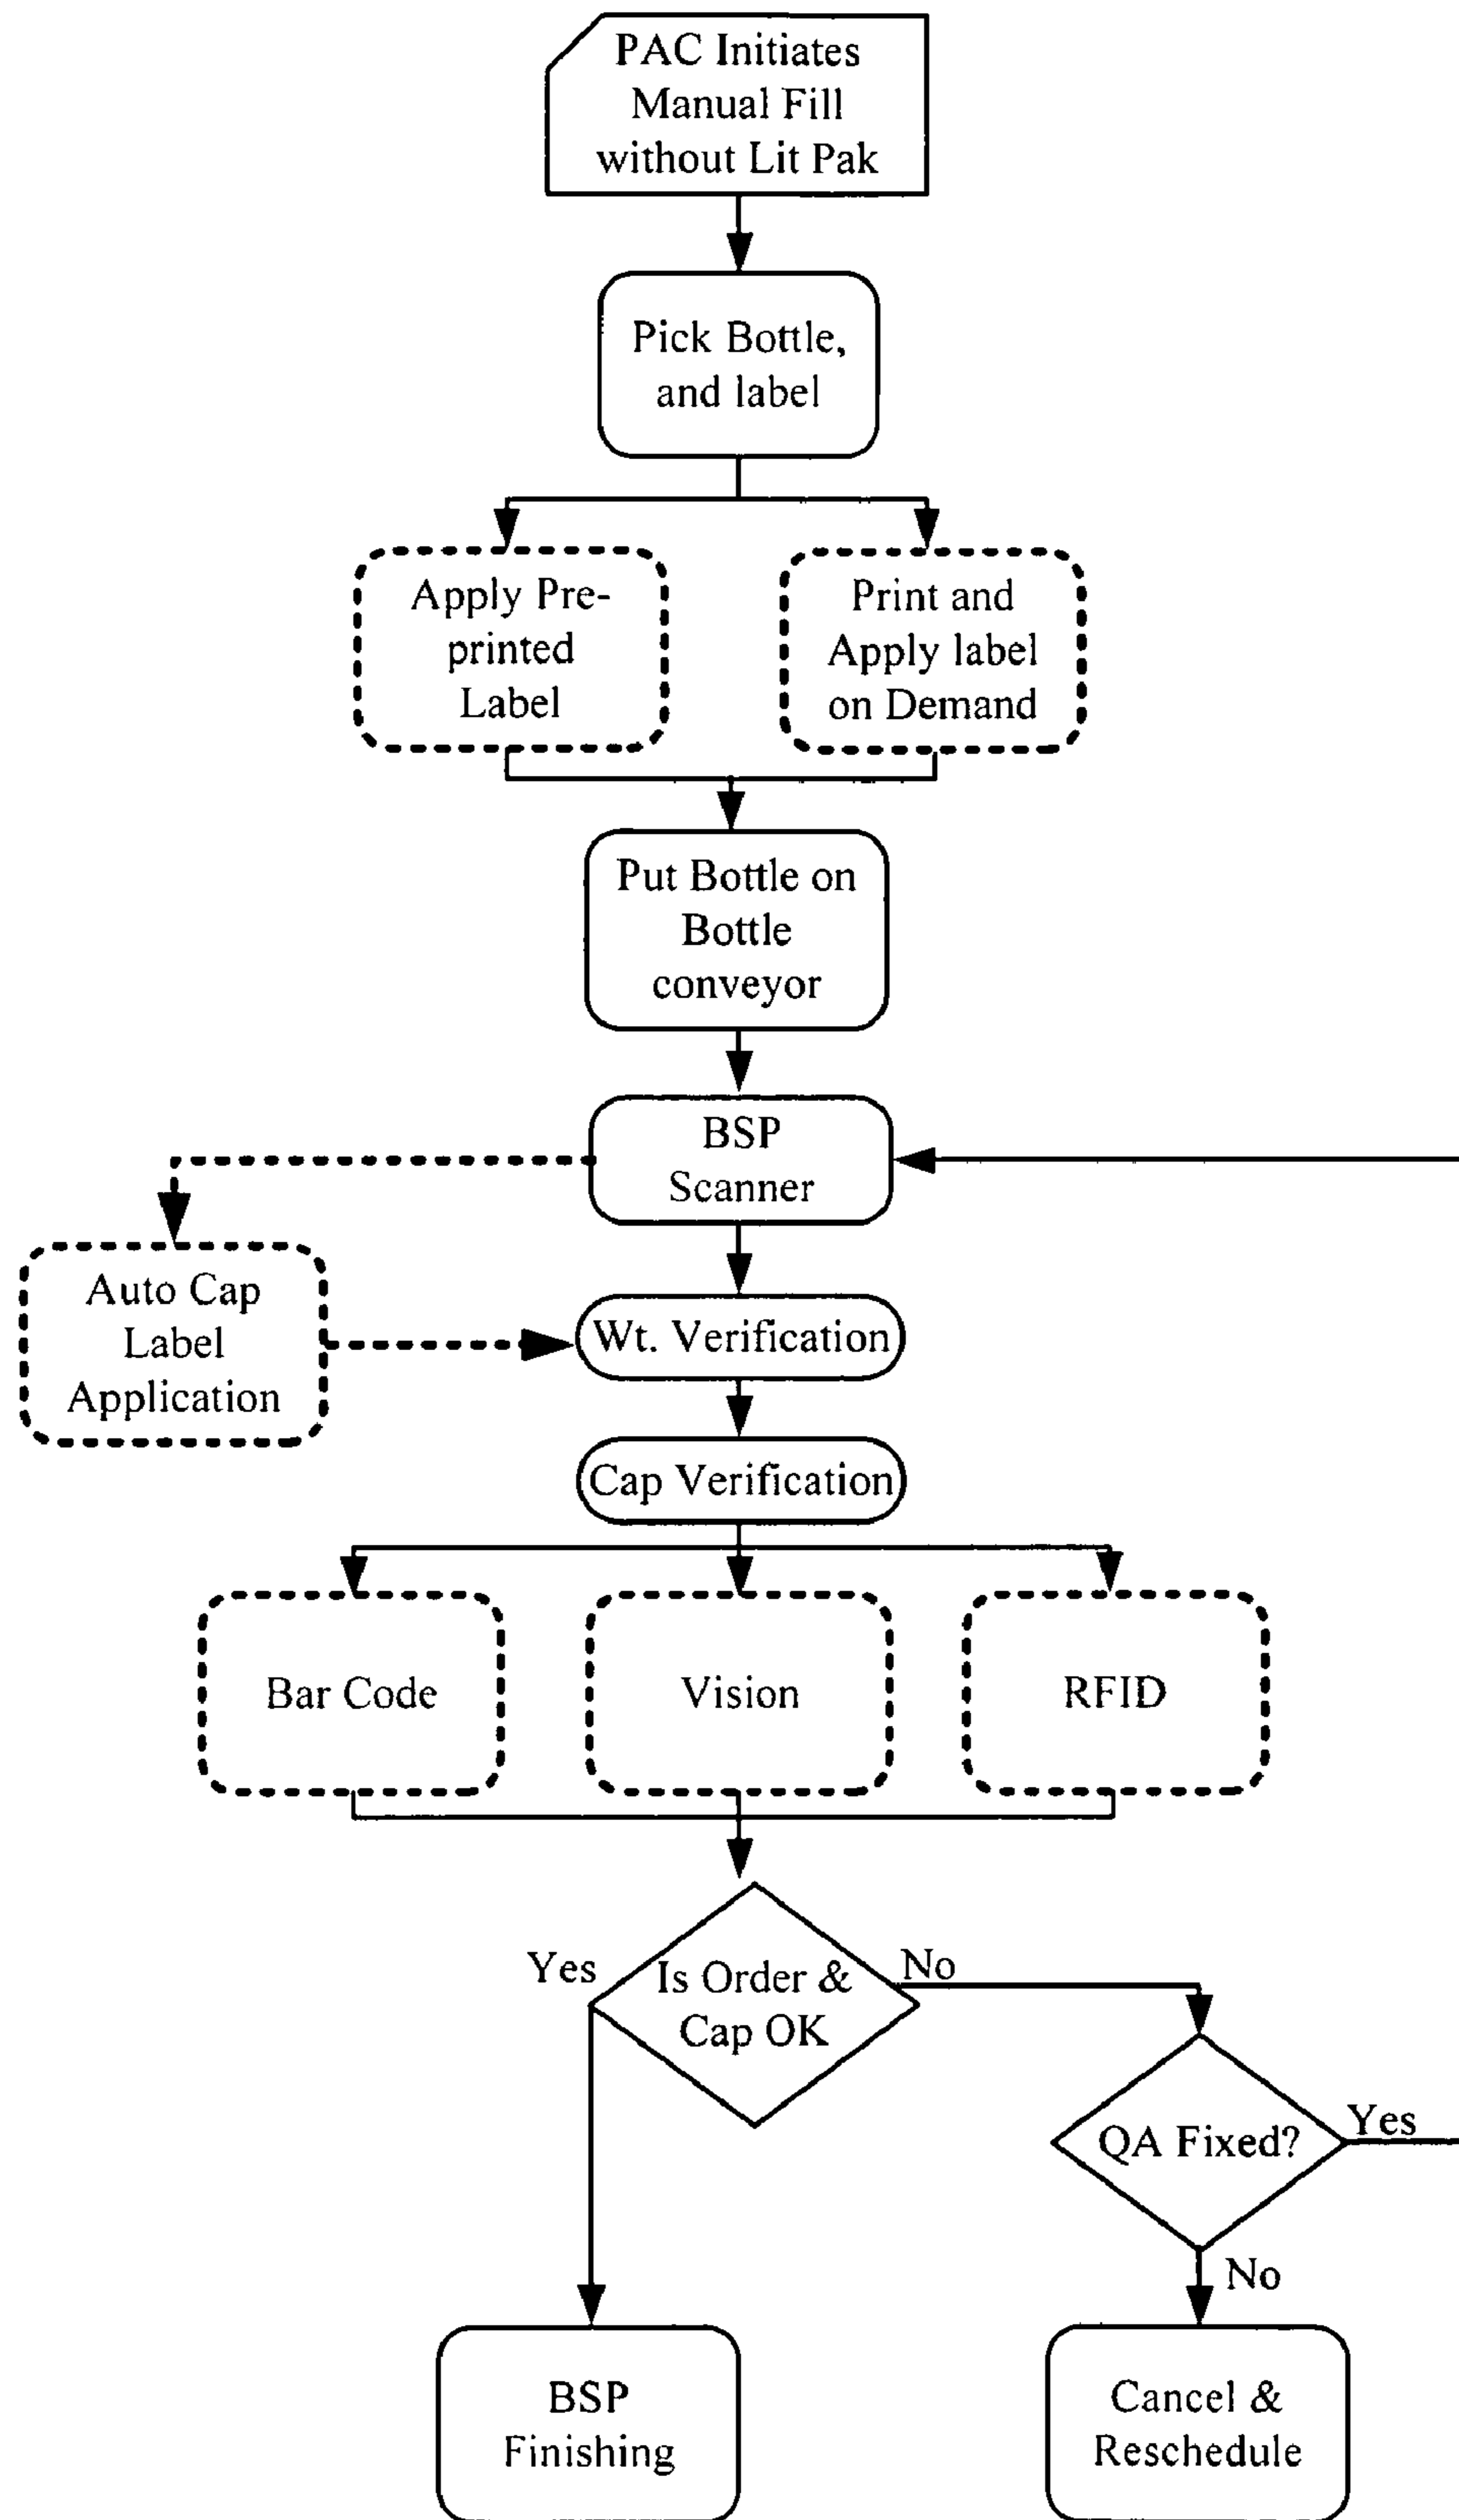 PAC Initiates
Manual Fill
without Lit Pak
Pick Bottle,
and label
Apply Pre-
printed
Label
Print and
Apply label
on Demand
Put Bottle on
Bottle
conveyor
BSP
Scanner
Auto Cap
Label
Application
Wt. Verification
Cap Verification
Bar Code
Vision
RFID
Yes
Is Order &
Cap OK
No
QA Fixed?
Yes
No
BSP
Finishing
Cancel &
Reschedule